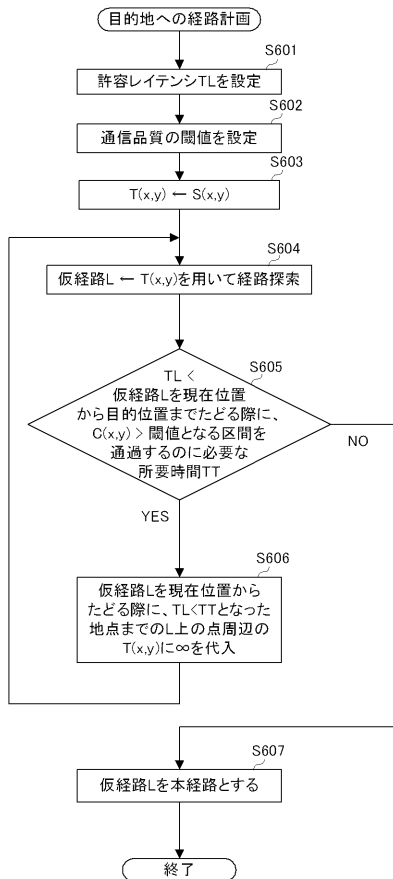 目的地への経路計画
S601
許容レイテンシTLを設定
S602
通信品質の閾値を設定
S603
T(x,y) ← S(x,y)
S604
仮経路L ← T(x,y)を用いて経路探索
S605
TL <
仮経路Lを現在位置
から目的位置までたどる際に、
C(x,y) > 閾値となる区間を
通過するのに必要な
所要時間TT
NO
YES
S606
仮経路Lを現在位置から
たどる際に、TL<TTとなった
地点までのL上の点周辺の
T(x,y)に∞を代入
S607
仮経路Lを本経路とする
終了